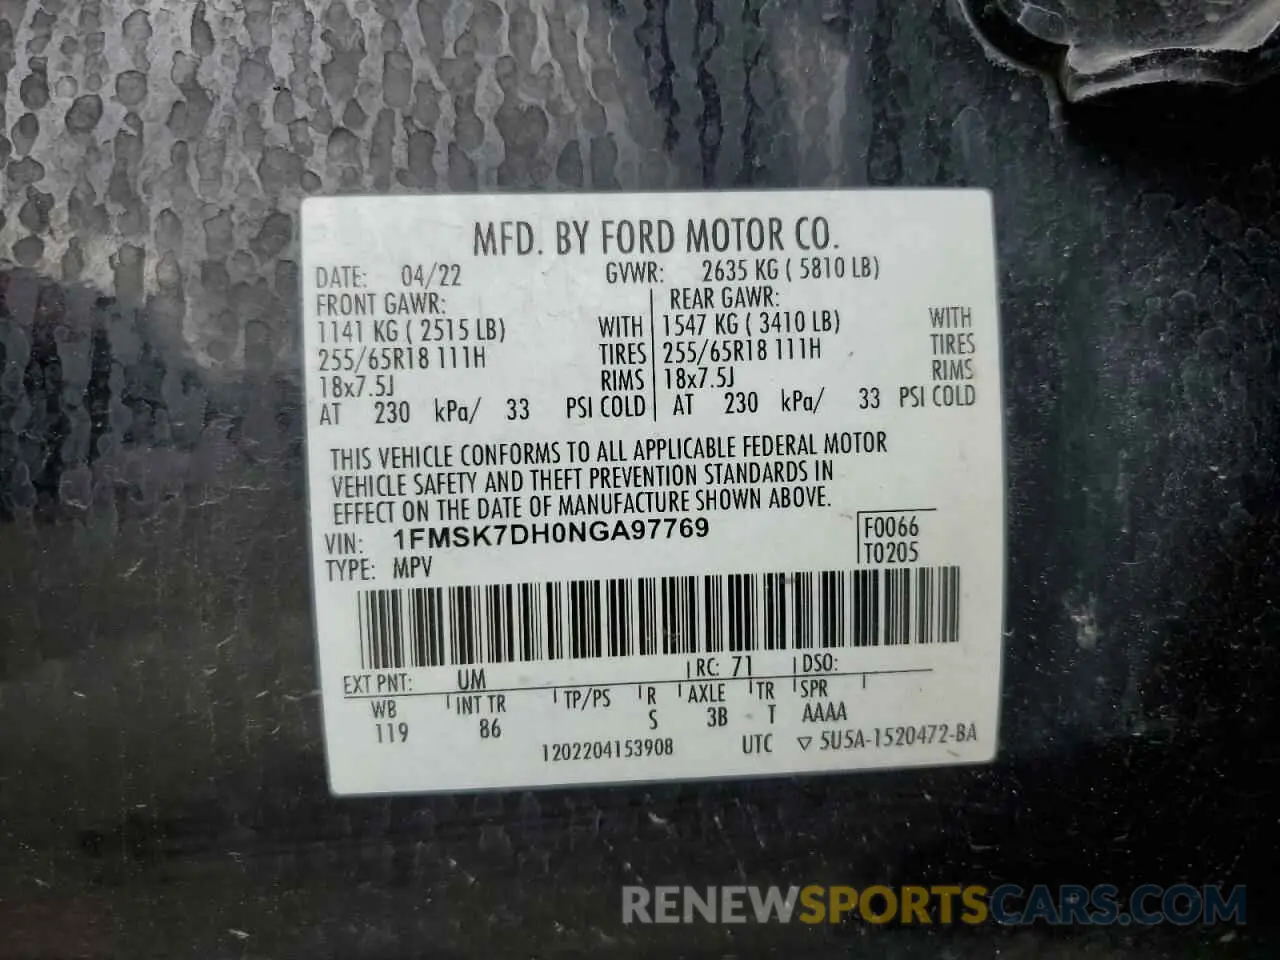 MFD. BY FORD MOTOR CO.
DATE: 04/22 GVWR: 2635 KG ( 5810 LB)
FRONT GAWR: REAR GAWR:
1141 KG ( 2515 LB) WITH 1547 KG ( 3410 LB) WITH
255/65R18 111H TIRES 255/65R18 111H TIRES
18x7.5J RIMS 18x7.5J RIMS
AT 230 kPa/ 33 PSI COLD AT 230 kPa/ 33 PSI COLD
THIS VEHICLE CONFORMS TO ALL APPLICABLE FEDERAL MOTOR
VEHICLE SAFETY AND THEFT PREVENTION STANDARDS IN
EFFECT ON THE DATE OF MANUFACTURE SHOWN ABOVE.
VIN: 1FMSK7DH0NGA97769 F0066
TYPE: MPV T0205
EXT PNT: UM RC: 71 DSO:
WB INT TR TP/PS R AXLE TR SPR
119 86 S 3B T AAAA
1202204153908 UTC ▽ 5U5A-1520472-BA
RENEWSPORTSCARS.COM